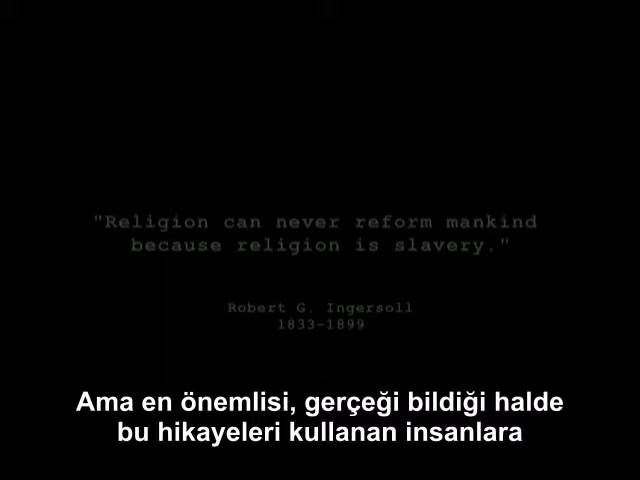 "Religion can never reform mankind
because religion is slavery."
Robert G. Ingersoll
1833-1899
Ama en önemlisi, gerçeği bildiği halde
bu hikayeleri kullanan insanlara